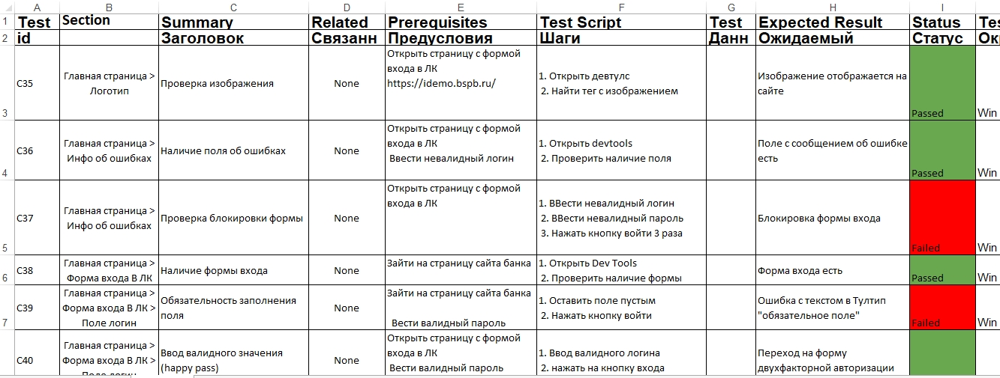 A B C D E F G H I
1 Test Section Summary Related Prerequisites Test Script Test Expected Result Status
2 id Заголовок Связанн Предусловия Шаги Данн Ожидаемый Статус
3
C35
Главная страница >
Логотип
Проверка изображения
None
Открыть страницу с формой
входа в ЛК
https://idemo.bspb.ru/
1. Открыть девтулс
2. Найти тег с изображением
Изображение отображается на
сайте
Passed
Win
4
C36
Главная страница >
Инфо об ошибках
Наличие поля об ошибках
None
Открыть страницу с формой
входа в ЛК
Ввести невалидный логин
1. Открыть devtools
2. Проверить наличие поля
Поле с сообщением об ошибке
есть
Passed
Win
5
C37
Главная страница >
Инфо об ошибках
Проверка блокировки формы
None
Открыть страницу с формой
входа в ЛК
1. ВВести невалидный логин
2. ВВести невалидный пароль
3. Нажать кнопку войти 3 раза
Блокировка формы входа
Failed
Win
6
C38
Главная страница >
Форма входа В ЛК
Наличие формы входа
None
Зайти на страницу сайта банка
1. Открыть Dev Tools
2. Проверить наличие формы
Форма входа есть
Passed
Win
7
C39
Главная страница >
Форма входа В ЛК >
Поле логин
Обязательность заполнения
поля
None
Зайти на страницу сайта банка
Вести валидный пароль
1. Оставить поле пустым
2. Нажать кнопку войти
Ошибка с текстом в Тултип
"обязательное поле"
Failed
Win
C40
Главная страница >
Форма входа В ЛК >
Ввод валидного значения
(happy pass)
None
Открыть страницу с формой
входа в ЛК
Вести валидный пароль
1. Ввод валидного логина
2. нажать на кнопку входа
Переход на форму
двухфакторной авторизации